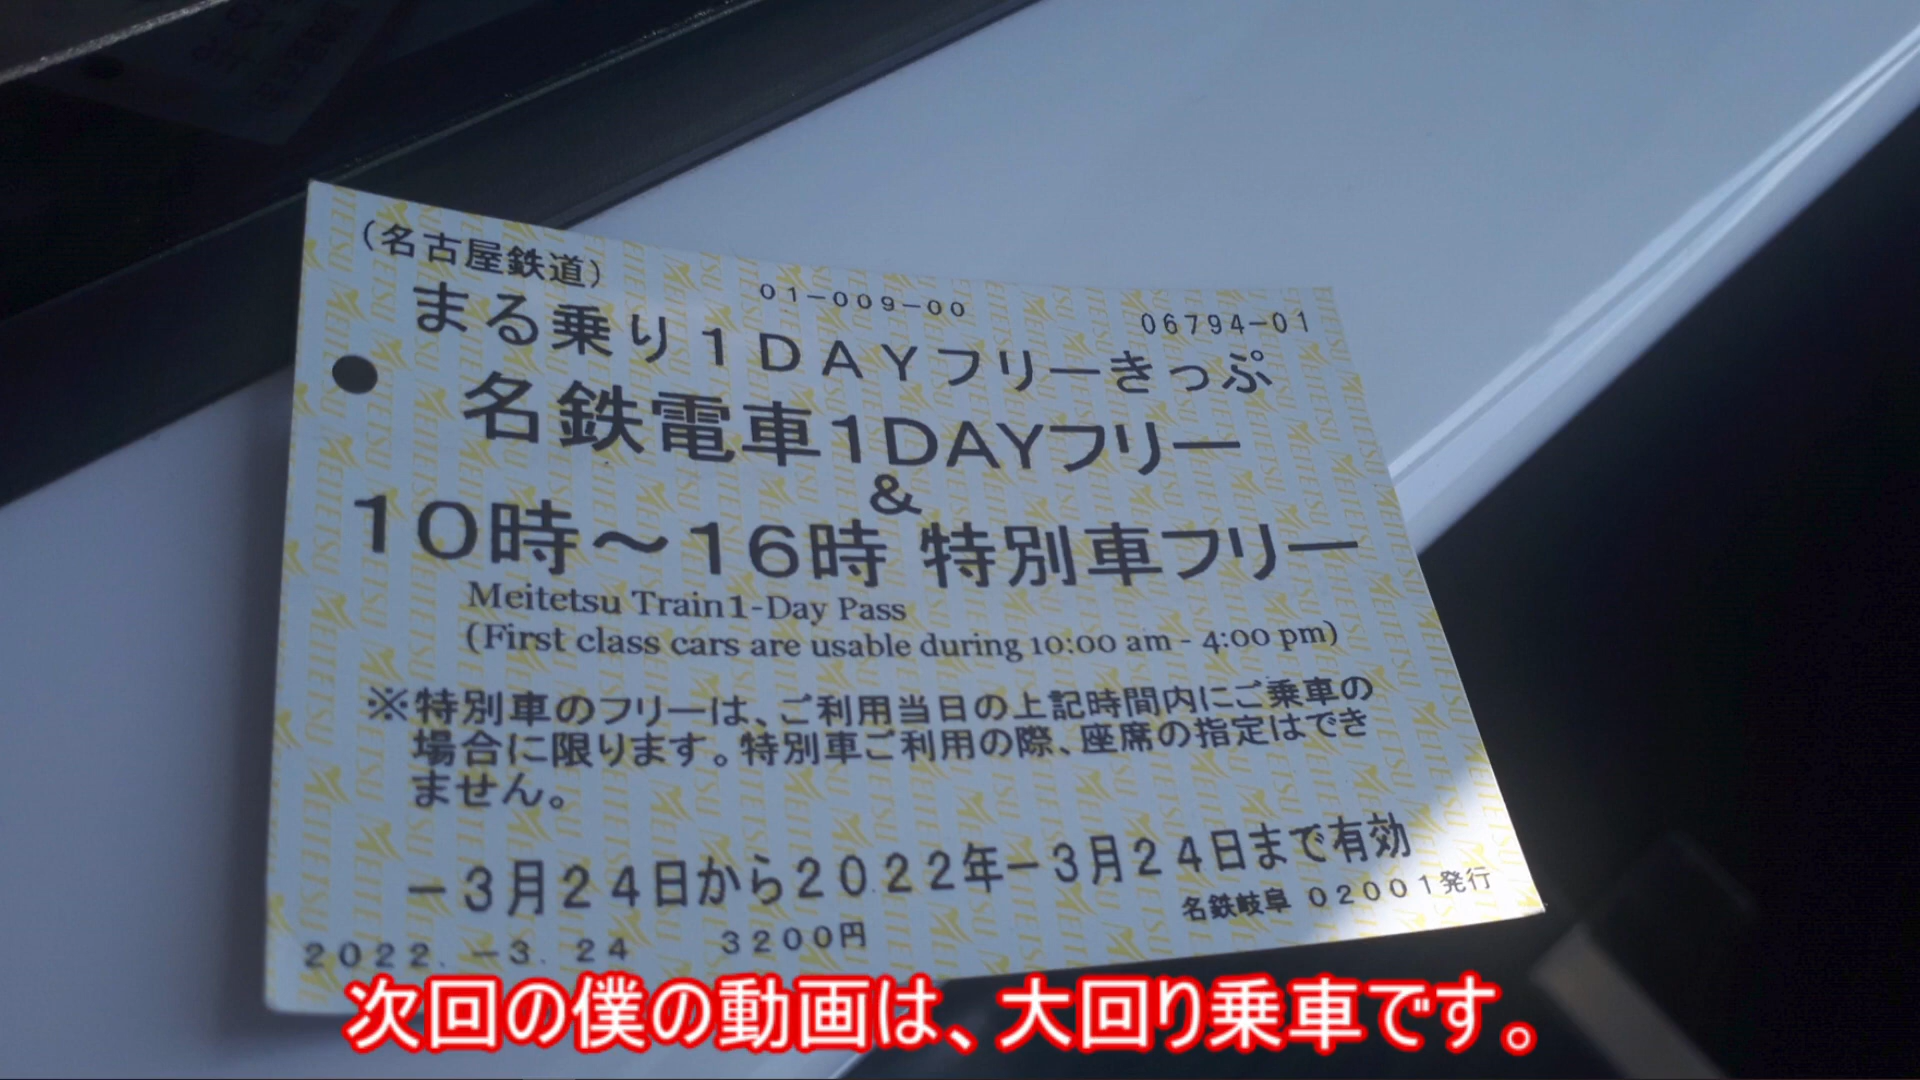 (名古屋鉄道)
01-009-00
06794-01
まる乗り1DAYフリーきっぷ
名鉄電車1DAYフリー
&
10時～16時 特別車フリー
Meitetsu Train 1-Day Pass
(First class cars are usable during 10:00 am - 4:00 pm)
※特別車のフリーは、ご利用当日の上記時間内にご乗車の
場合に限ります。特別車ご利用の際、座席の指定はでき
ません。
-3月24日から2022年-3月24日まで有効
名鉄岐阜 02001発行
2022.-3.24
3200円
次回の僕の動画は、大回り乗車です。